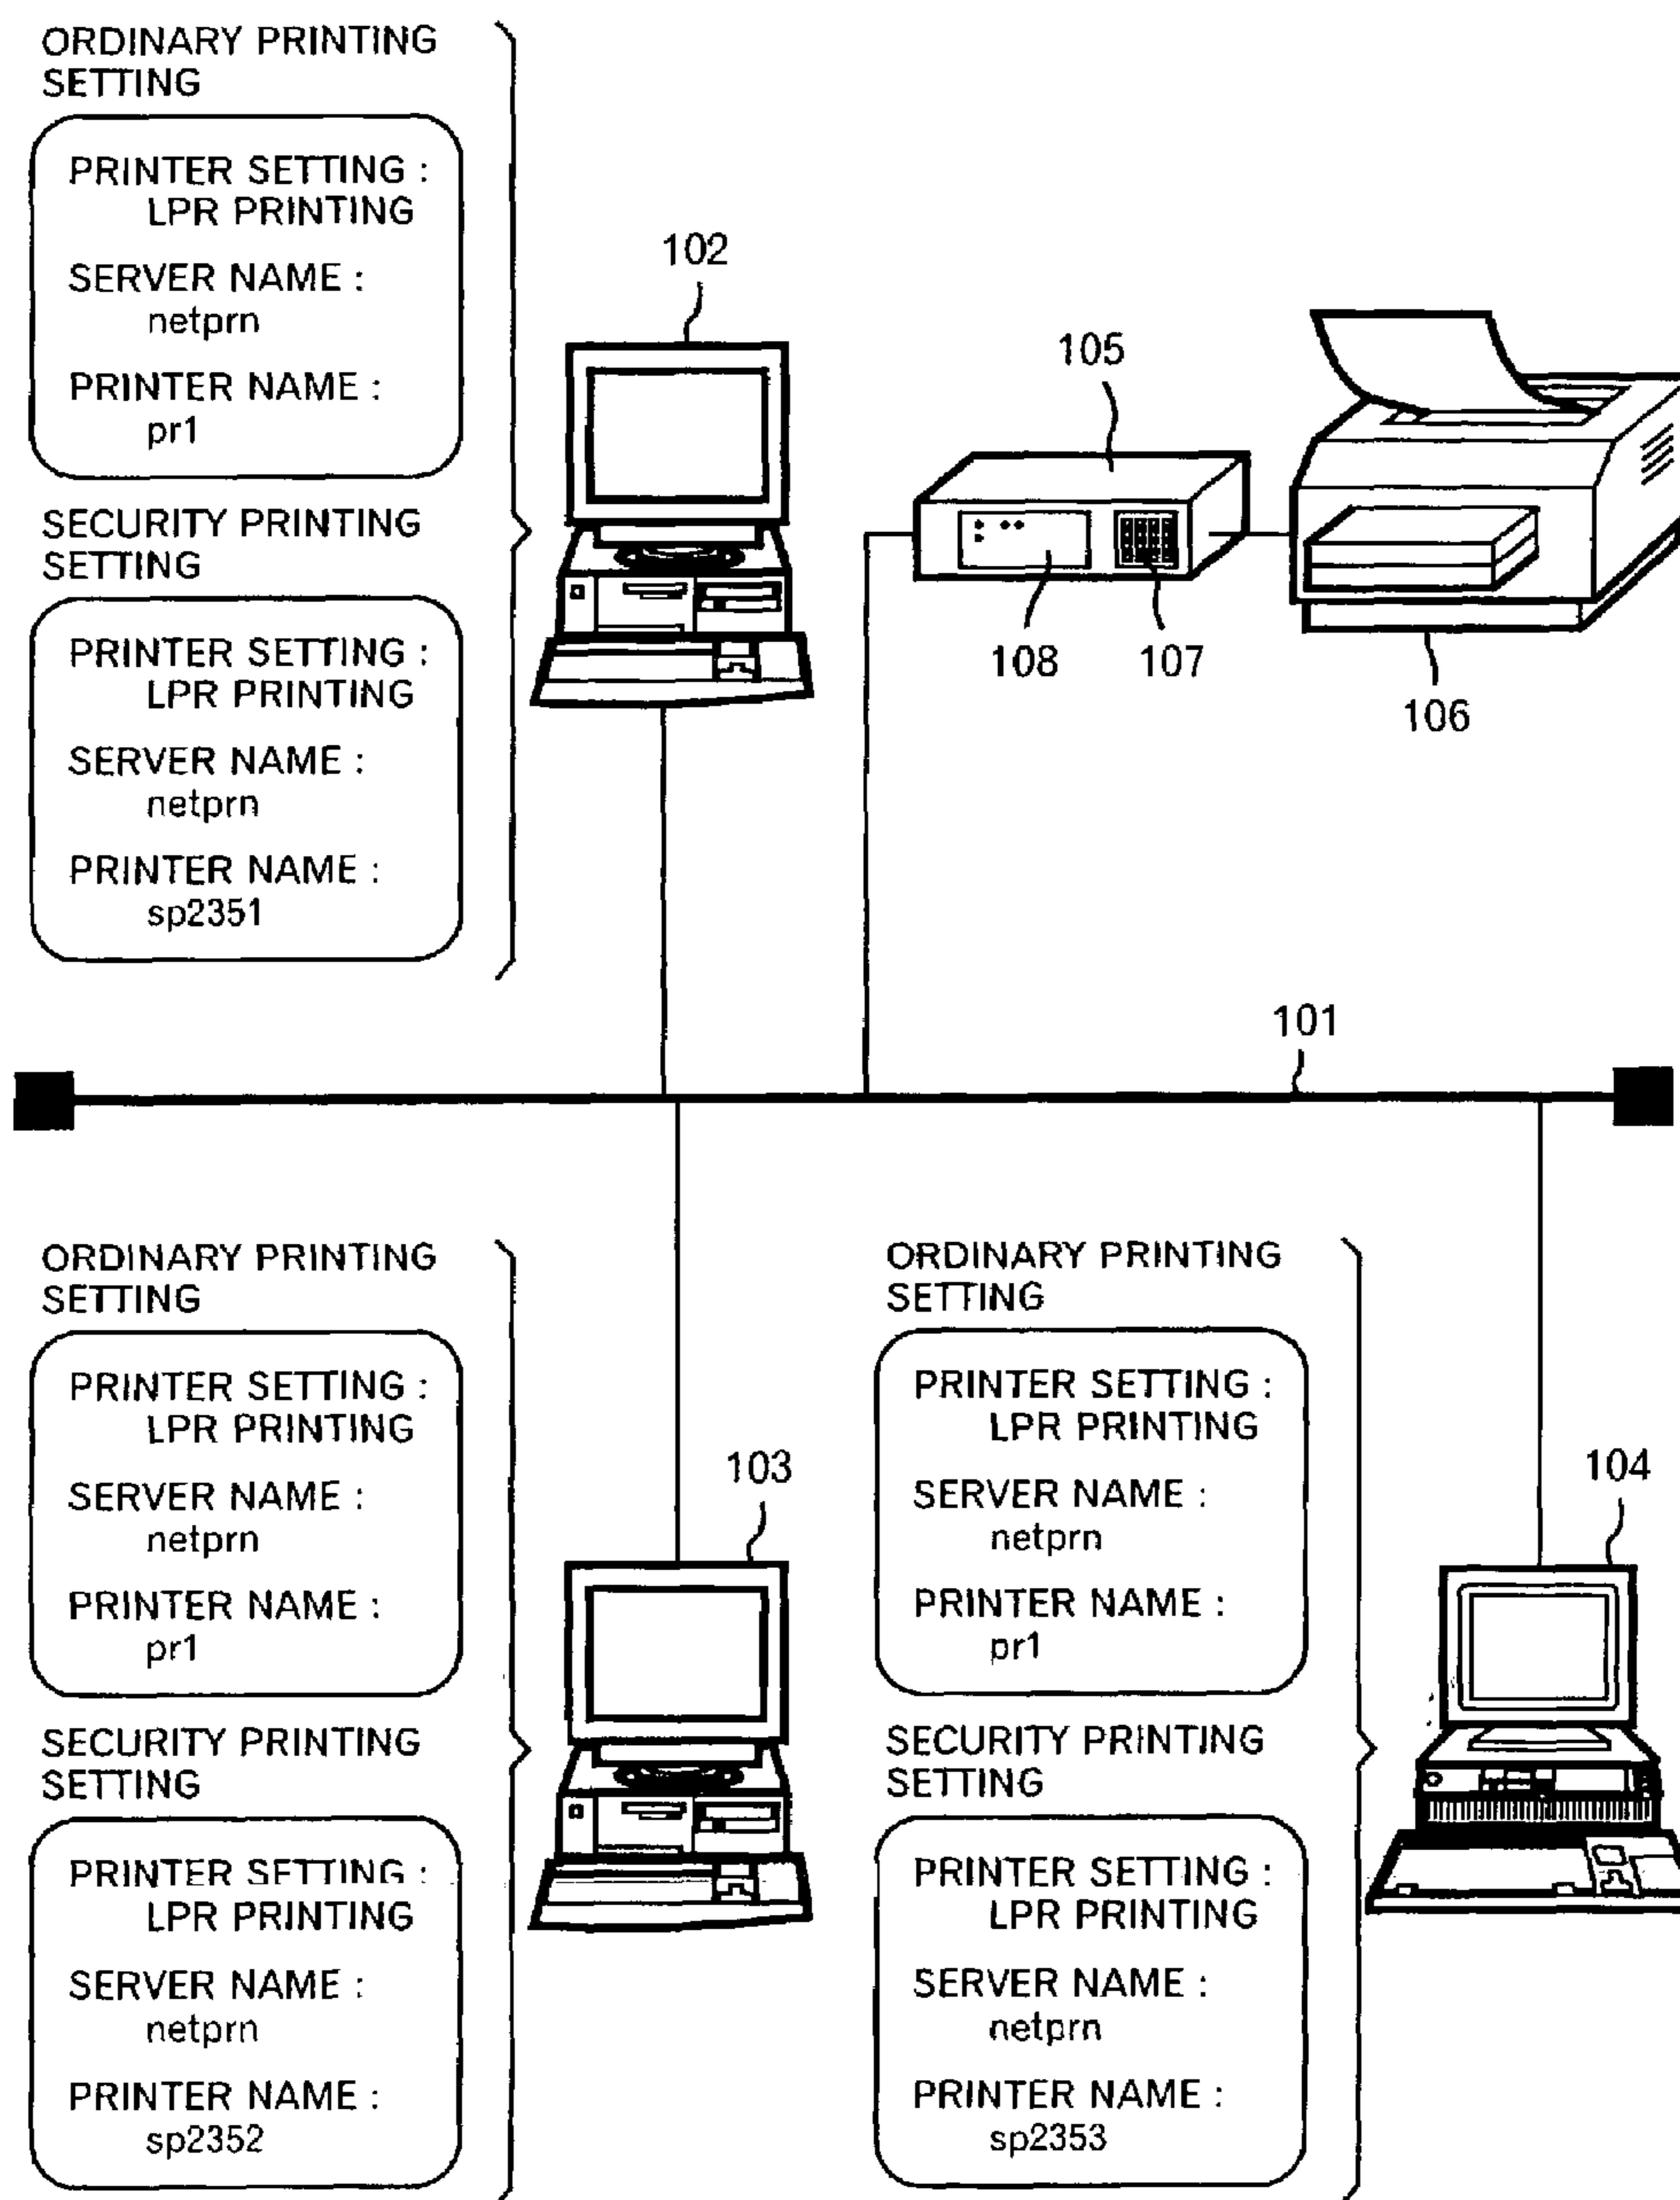 ORDINARY PRINTING
SETTING
PRINTER SETTING :
LPR PRINTING
SERVER NAME :
netprn
PRINTER NAME :
pr1
SECURITY PRINTING
SETTING
PRINTER SETTING :
LPR PRINTING
SERVER NAME :
netprn
PRINTER NAME :
sp2351
102
105
108
107
106
101
ORDINARY PRINTING
SETTING
PRINTER SETTING :
LPR PRINTING
SERVER NAME :
netprn
PRINTER NAME :
pr1
SECURITY PRINTING
SETTING
PRINTER SETTING :
LPR PRINTING
SERVER NAME :
netprn
PRINTER NAME :
sp2352
103
ORDINARY PRINTING
SETTING
PRINTER SETTING :
LPR PRINTING
SERVER NAME :
netprn
PRINTER NAME :
pr1
SECURITY PRINTING
SETTING
PRINTER SETTING :
LPR PRINTING
SERVER NAME :
netprn
PRINTER NAME :
sp2353
104